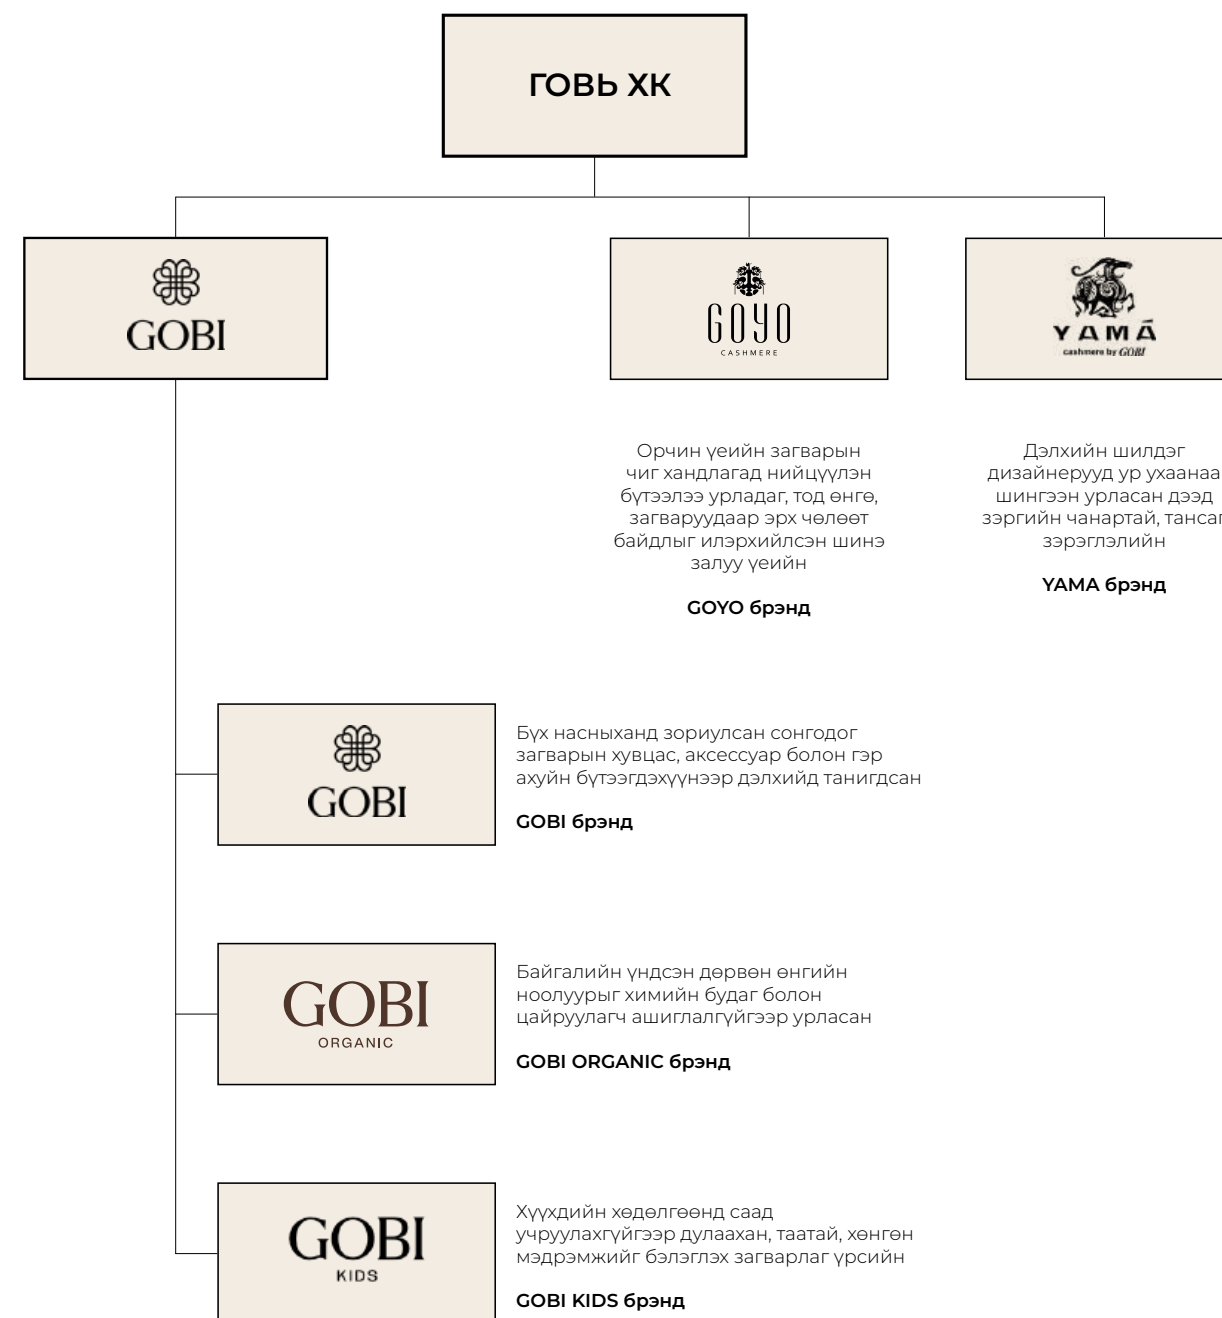 ГОВЬ ХК
GOBI
GOYO
CASHMERE
YAMÁ
cashmere by GOBI
Орчин үеийн загварын
чиг хандлагад нийцүүлэн
бүтээлээ урладаг, тод өнгө,
загваруудаар эрх чөлөөт
байдлыг илэрхийлсэн шинэ
залуу үеийн
GOYO брэнд
Дэлхийн шилдэг
дизайнерууд ур ухаанаа
шингээн урласан дээд
зэргийн чанартай,
зэрэглэлийн
YAMA брэнд
GOBI
Бүх насныханд зориулсан сонгодог
загварын хувцас, аксессуар болон гэр
ахуйн бүтээгдэхүүнээр дэлхийд танигдсан
GOBI брэнд
GOBI
ORGANIC
Байгалийн үндсэн дөрвөн өнгийн
ноолуурыг химийн будаг болон
цайруулагч ашиглалгүйгээр урласан
GOBI ORGANIC брэнд
GOBI
KIDS
Хүүхдийн хөдөлгөөнд саад
учруулахгүйгээр дулаахан, таатай, хөнгөн
мэдрэмжийг бэлэглэх загварлаг үрсийн
GOBI KIDS брэнд